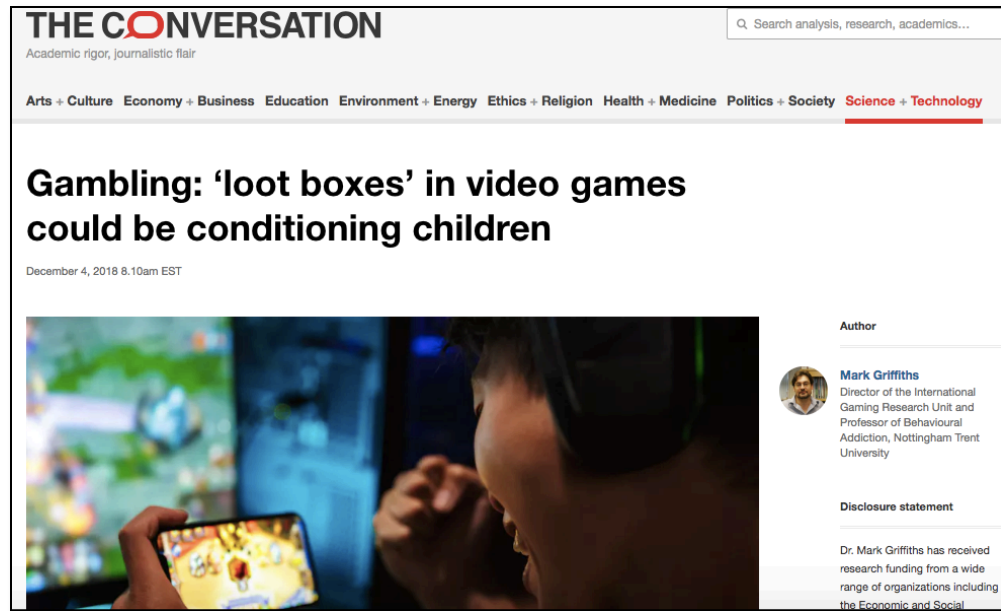 THE CONVERSATION
Academic rigor, journalistic flair
Search analysis, research, academics...
Arts + Culture Economy + Business Education Environment + Energy Ethics + Religion Health + Medicine Politics + Society Science + Technology
Gambling: ‘loot boxes’ in video games
could be conditioning children
December 4, 2018 8.10am EST
Author
Mark Griffiths
Director of the International
Gaming Research Unit and
Professor of Behavioural
Addiction, Nottingham Trent
University
Disclosure statement
Dr. Mark Griffiths has received
research funding from a wide
range of organizations including
the Economic and Social